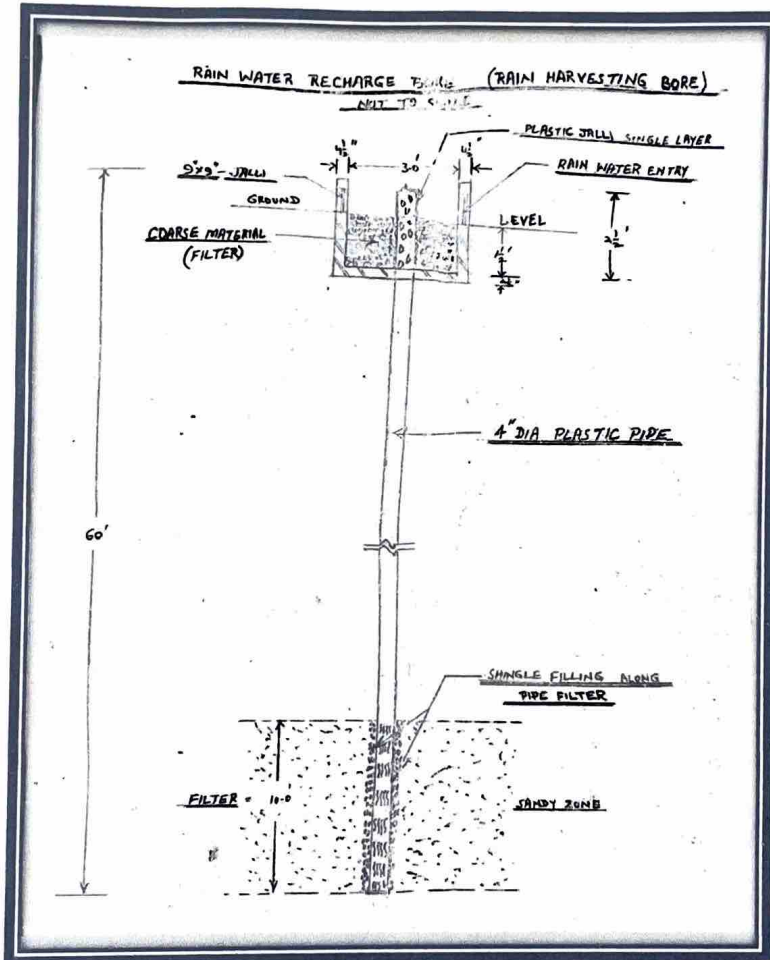 RAIN WATER RECHARGE (RAIN HARVESTING BORE)
NOT TO
4½" 3.0' 4½"
PLASTIC JALLI SINGLE LAYER
9"x9"-JALLI
RAIN WATER ENTRY
GROUND
LEVEL
COARSE MATERIAL
(FILTER)
2½'
4" DIA PLASTIC PIPE
60'
SHINGLE FILLING ALONG
PIPE FILTER
FILTER = 10-0
SANDY ZONE